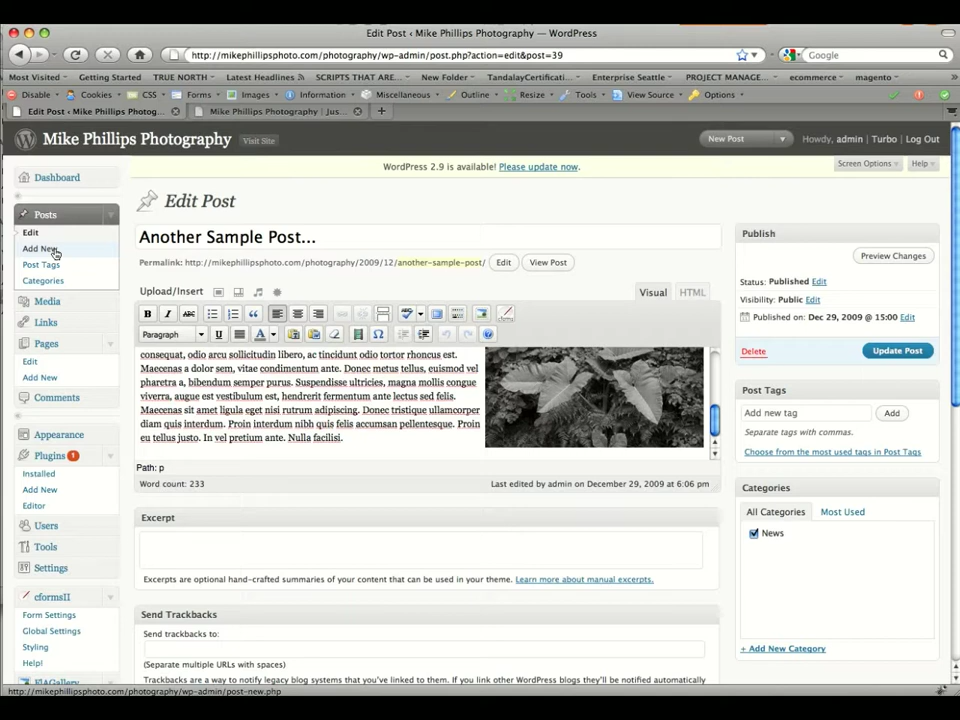 Edit Post ‹ Mike Phillips Photography — WordPress
http://mikephillipsphoto.com/photography/wp-admin/post.php?action=edit&post=39
Google
Most Visited Getting Started TRUE NORTH Latest Headlines SCRIPTS THAT ARE... New Folder TandalayCertificati... Enterprise Seattle PROJECT MANAGE... ecommerce magento
Disable Cookies CSS Forms Images Information Miscellaneous Outline Resize Tools View Source Options
Edit Post ‹ Mike Phillips Photog... Mike Phillips Photography | Jus...
Mike Phillips Photography Visit Site New Post Howdy, admin | Turbo | Log Out
WordPress 2.9 is available! Please update now. Screen Options Help
Dashboard
Posts
Edit
Add New
Post Tags
Categories
Media
Links
Pages
Edit
Add New
Comments
Appearance
Plugins 1
Installed
Add New
Editor
Users
Tools
Settings
cformsII
Form Settings
Global Settings
Styling
Help!
Edit Post
Another Sample Post...
Permalink: http://mikephillipsphoto.com/photography/2009/12/another-sample-post/ Edit View Post
Upload/Insert Visual HTML
B I ABC
Paragraph U A
consequat, odio arcu sollicitudin libero, ac tincidunt odio tortor rhoncus est.
Maecenas a dolor sem, vitae condimentum ante. Donec metus tellus, euismod vel
pharetra a, bibendum semper purus. Suspendisse ultricies, magna mollis congue
viverra, augue est vestibulum est, hendrerit fermentum ante lectus sed felis.
Maecenas sit amet ligula eget nisi rutrum adipiscing. Donec tristique ullamcorper
diam quis interdum. Proin interdum nibh quis felis accumsan pellentesque. Proin
eu tellus justo. In vel pretium ante. Nulla facilisi.
Path: p
Word count: 233 Last edited by admin on December 29, 2009 at 6:06 pm
Excerpt
Excerpts are optional hand-crafted summaries of your content that can be used in your theme. Learn more about manual excerpts.
Send Trackbacks
Send trackbacks to:
(Separate multiple URLs with spaces)
Trackbacks are a way to notify legacy blog systems that you've linked to them. If you link other WordPress blogs they'll be notified automatically
Publish
Preview Changes
Status: Published Edit
Visibility: Public Edit
Published on: Dec 29, 2009 @ 15:00 Edit
Delete Update Post
Post Tags
Add new tag Add
Separate tags with commas.
Choose from the most used tags in Post Tags
Categories
All Categories Most Used
News
+ Add New Category
http://mikephillipsphoto.com/photography/wp-admin/post-new.php